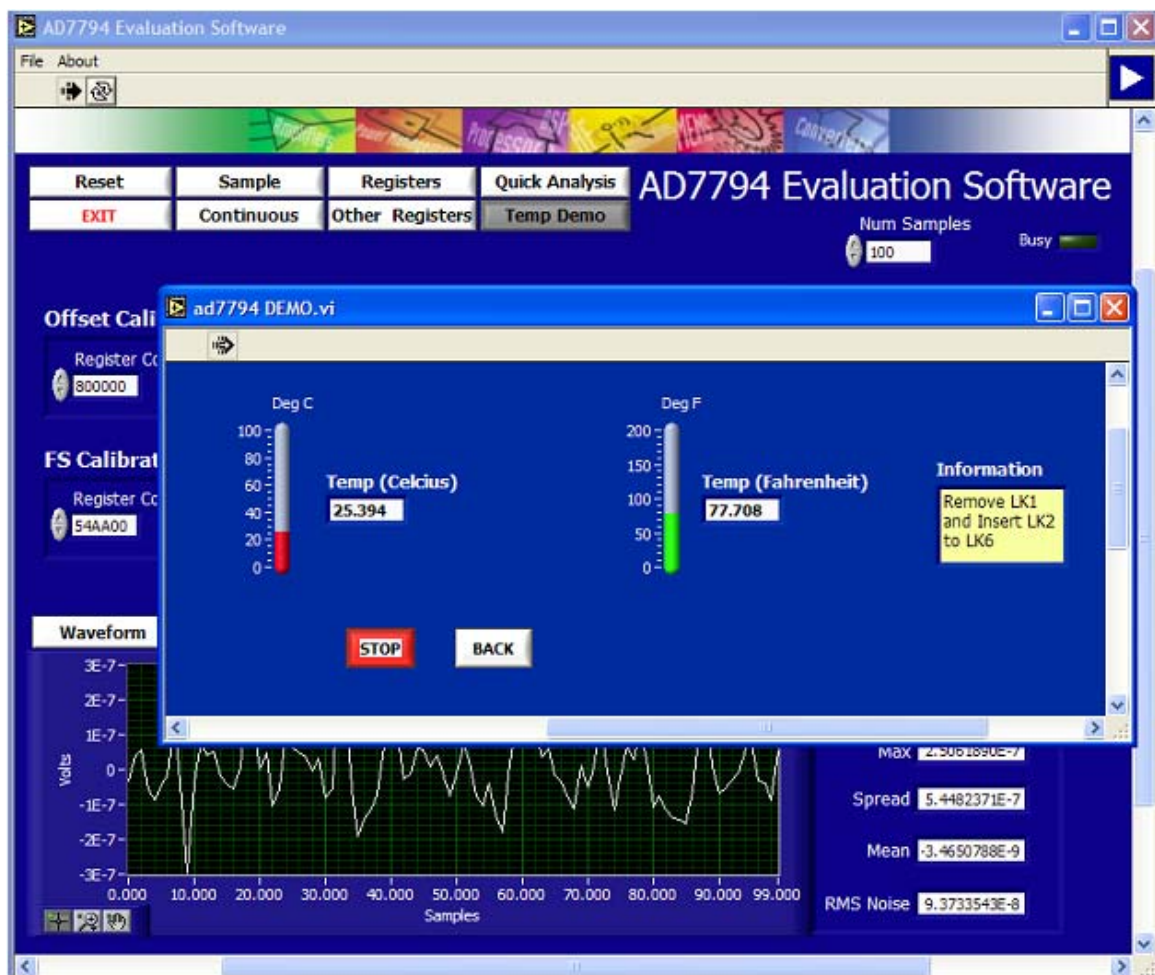 AD7794 Evaluation Software
File About
Reset Sample Registers Quick Analysis
EXIT Continuous Other Registers Temp Demo
AD7794 Evaluation Software
Num Samples
100
Busy
Offset Cali
Register Co
800000
FS Calibrat
Register Co
54AA00
Waveform
ad7794 DEMO.vi
Deg C
100
80
60
40
20
0
Temp (Celcius)
25.394
Deg F
200
150
100
50
0
Temp (Fahrenheit)
77.708
Information
Remove LK1
and Insert LK2
to LK6
STOP
BACK
3E-7
2E-7
1E-7
0
-1E-7
-2E-7
-3E-7
Volts
0.000 10.000 20.000 30.000 40.000 50.000 60.000 70.000 80.000 90.000 99.000
Samples
Max
Spread 5.4482371E-7
Mean -3.4650788E-9
RMS Noise 9.3733543E-8